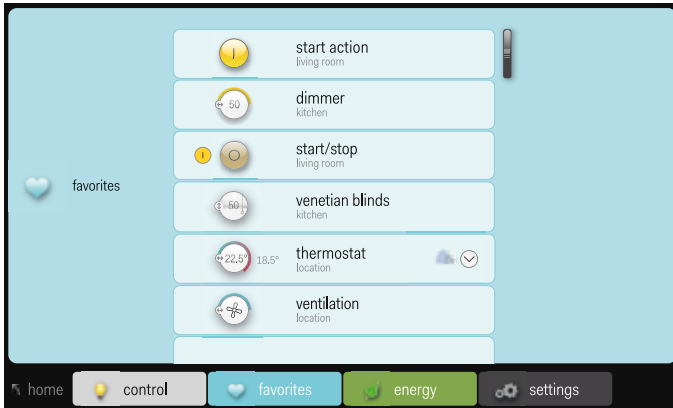 start action
living room
50
dimmer
kitchen
start/stop
living room
favorites
50
venetian blinds
kitchen
22.5°
18.5°
thermostat
location
ventilation
location
home
control
favorites
energy
settings